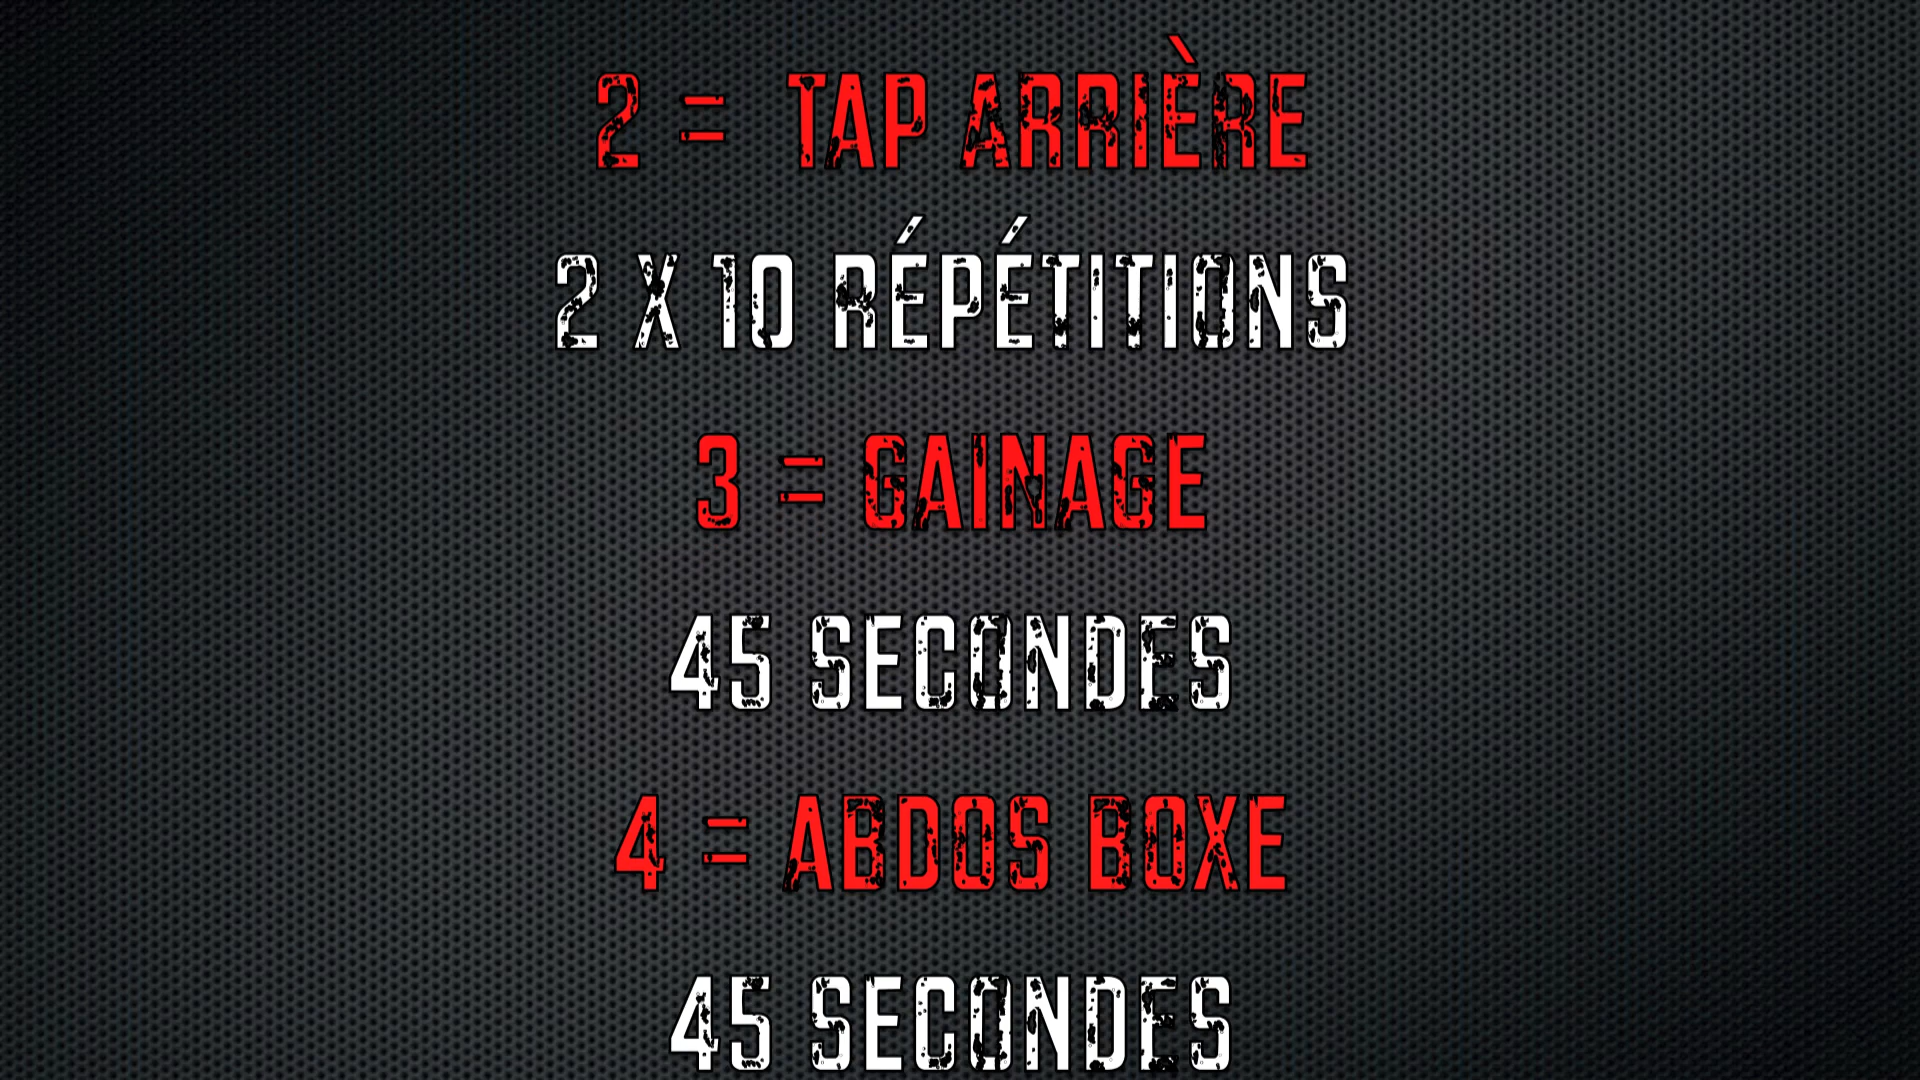 2 = TAP ARRIÈRE
2 X 10 RÉPÉTITIONS
3 = GAINAGE
45 SECONDES
4 = ABDOS BOXE
45 SECONDES